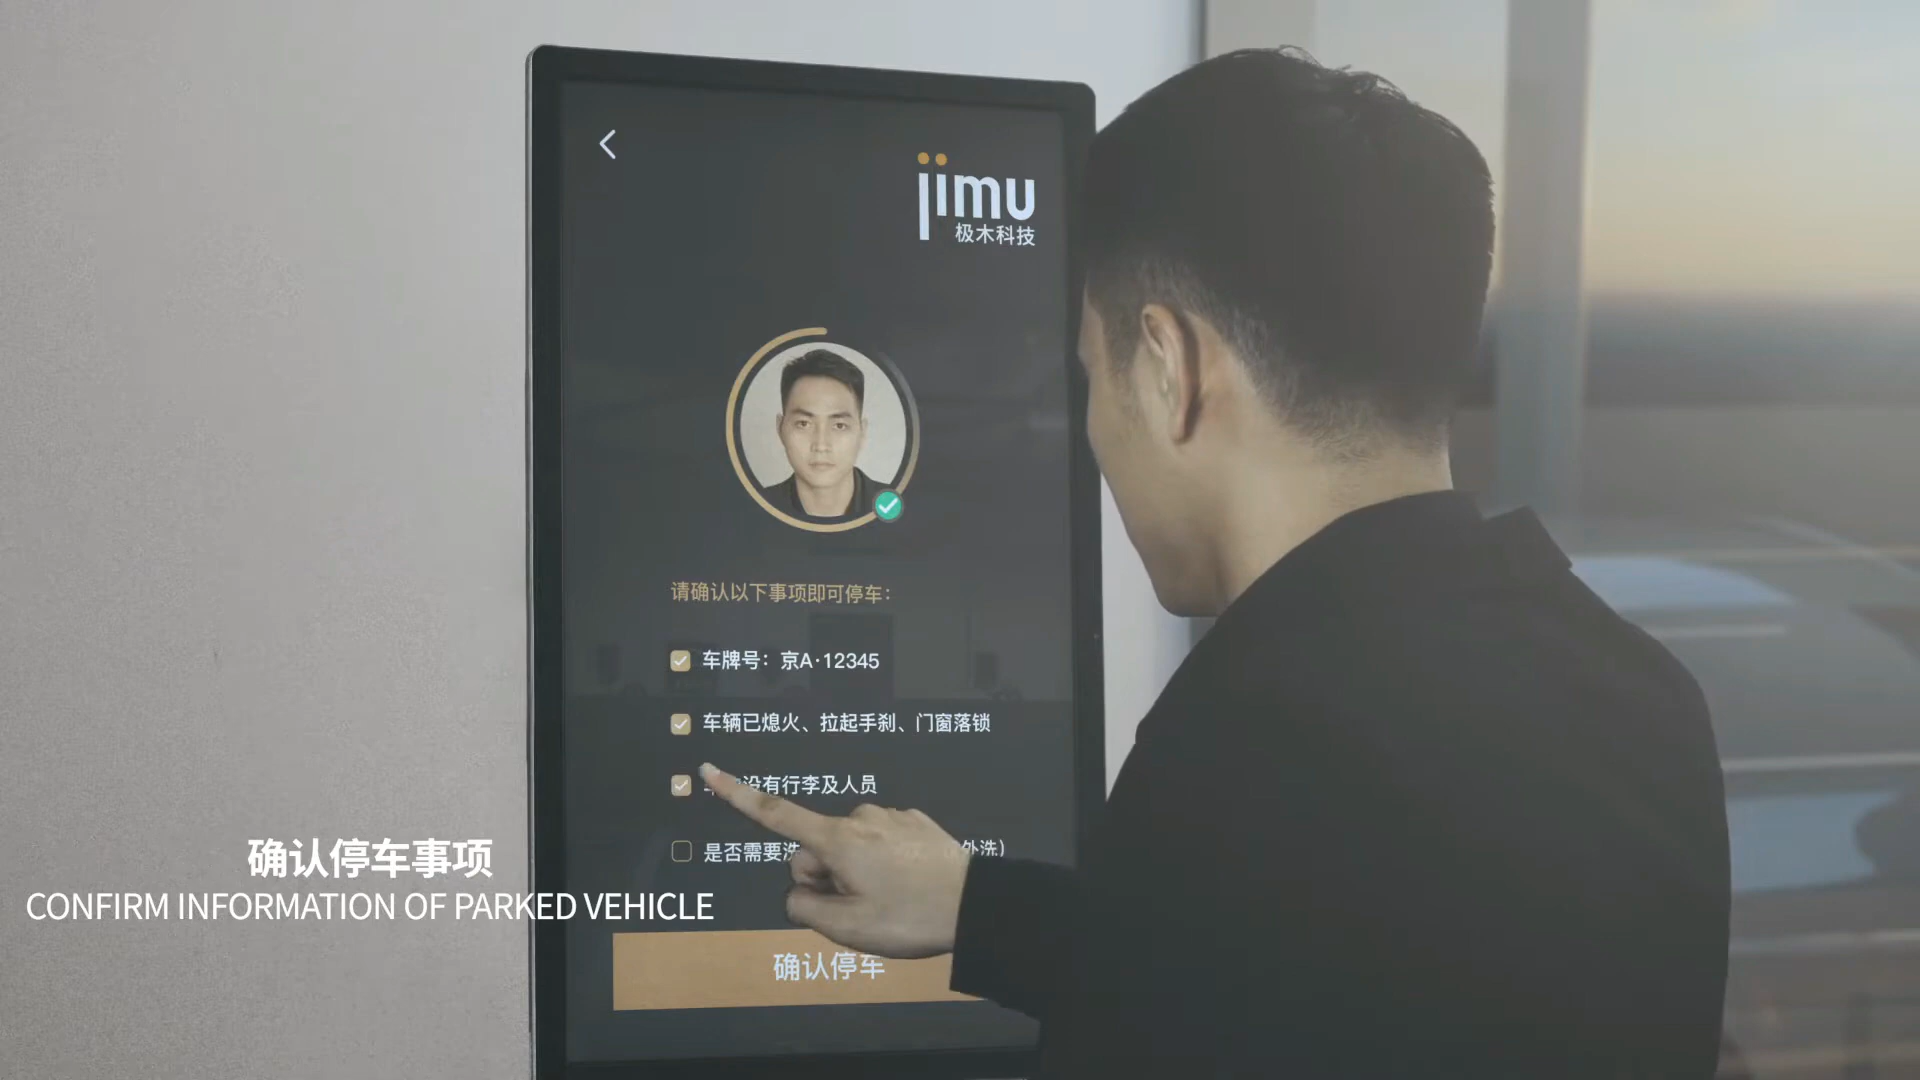 jimu
极木科技
请确认以下事项即可停车：
车牌号：京A·12345
车辆已熄火、拉起手刹、门窗落锁
没有行李及人员
是否需要洗 外洗）
确认停车
确认停车事项
CONFIRM INFORMATION OF PARKED VEHICLE